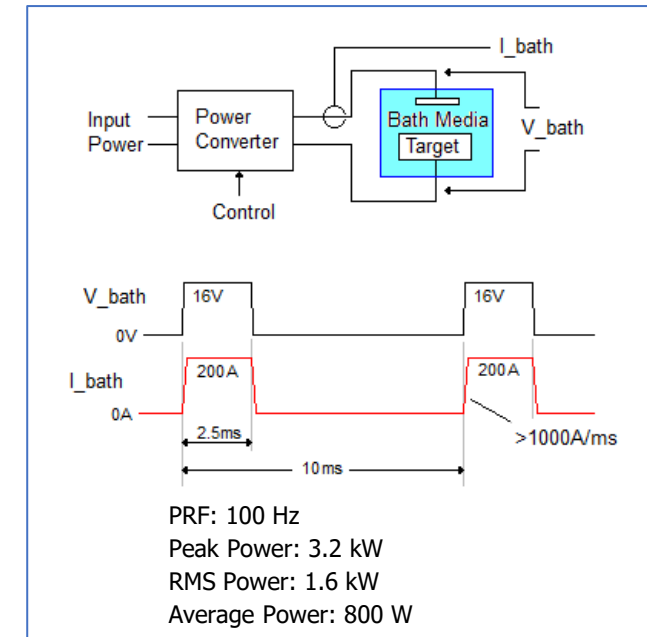 I_bath
Input
Power
Power
Converter
Bath Media
Target
V_bath
Control
V_bath
16V
16V
0V
I_bath
200A
200A
0A
2.5ms
>1000A/ms
10ms
PRF: 100 Hz
Peak Power: 3.2 kW
RMS Power: 1.6 kW
Average Power: 800 W